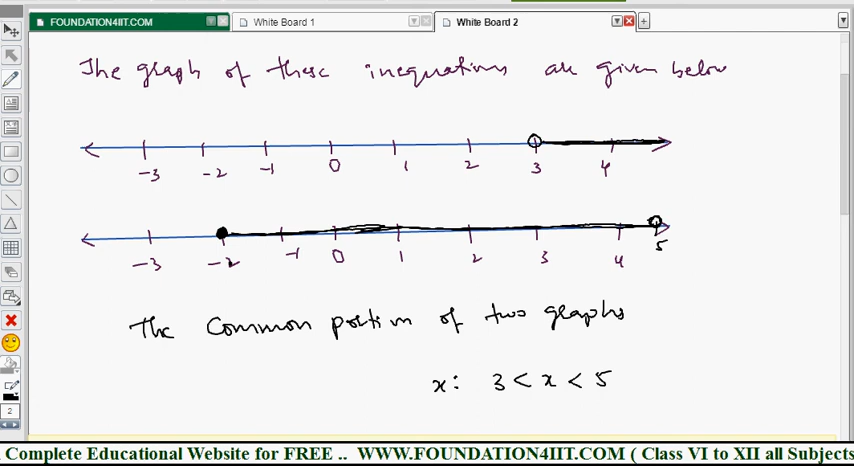 FOUNDATION4IIT.COM White Board 1 White Board 2
The graph of these inequations are given below
-3 -2 -1 0 1 2 3 4
-3 -2 -1 0 1 2 3 4 5
The common portion of two graphs
x: 3 < x < 5
2
Complete Educational Website for FREE .. WWW.FOUNDATION4IIT.COM ( Class VI to XII all Subjects